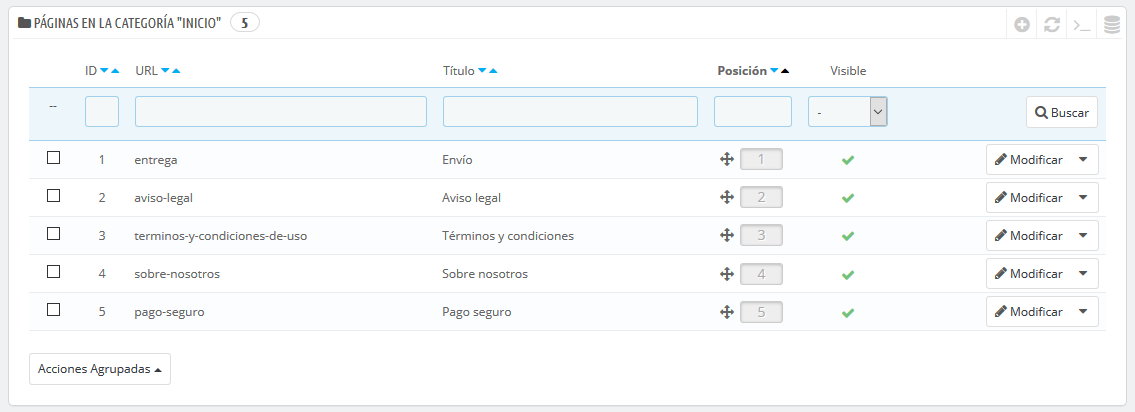 PÁGINAS EN LA CATEGORÍA "INICIO" 5
ID URL Título Posición Visible
-- - Buscar
1 entrega Envío 1 Modificar
2 aviso-legal Aviso legal 2 Modificar
3 terminos-y-condiciones-de-uso Términos y condiciones 3 Modificar
4 sobre-nosotros Sobre nosotros 4 Modificar
5 pago-seguro Pago seguro 5 Modificar
Acciones Agrupadas